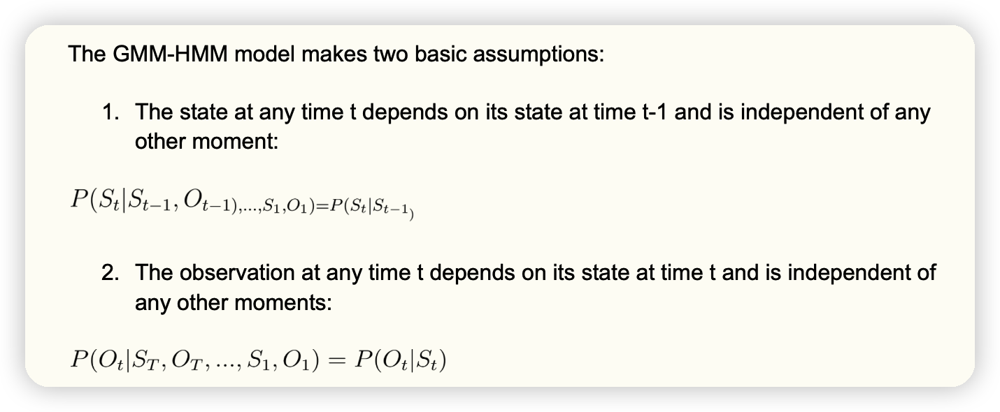 The GMM-HMM model makes two basic assumptions:
1. The state at any time t depends on its state at time t-1 and is independent of any
other moment:
P(S_t|S_{t-1}, O_{t-1),...,S_1,O_1)=P(S_t|S_{t-1})}
2. The observation at any time t depends on its state at time t and is independent of
any other moments:
P(O_t|S_T, O_T, ..., S_1, O_1) = P(O_t|S_t)